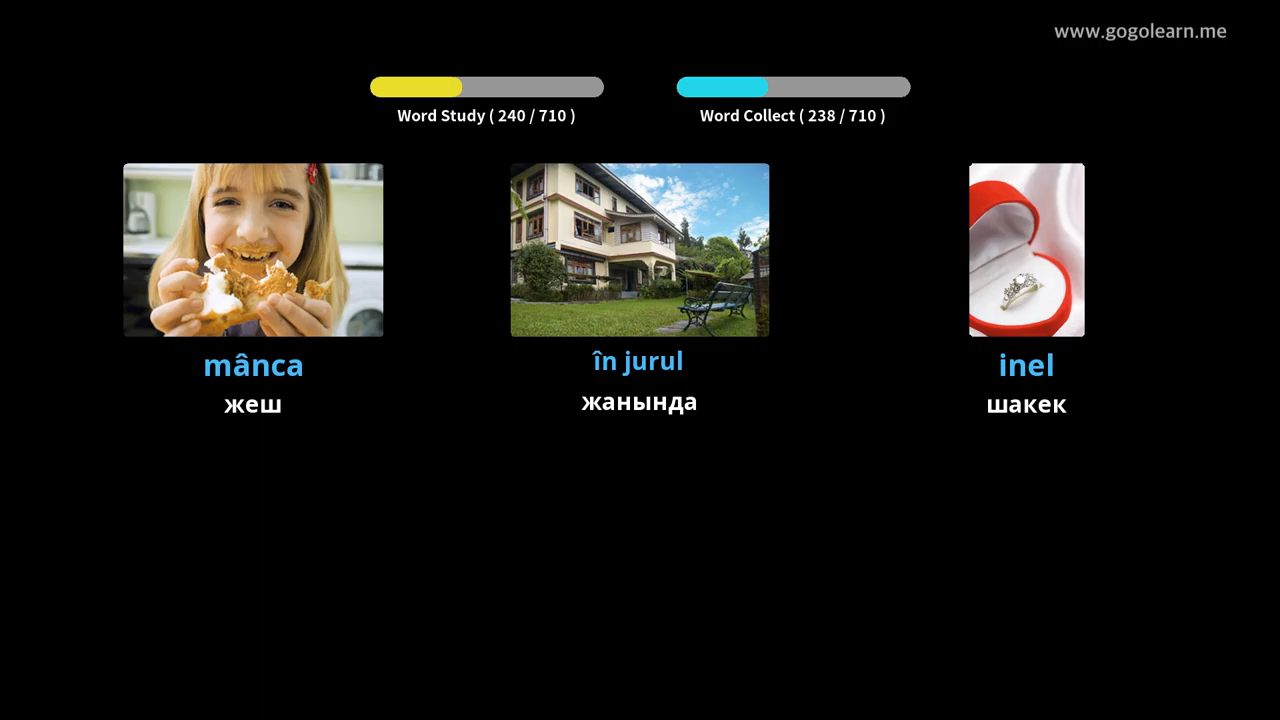 www.gogolearn.me
Word Study ( 240 / 710 )
Word Collect ( 238 / 710 )
mânca
жеш
în jurul
жанында
inel
шакек